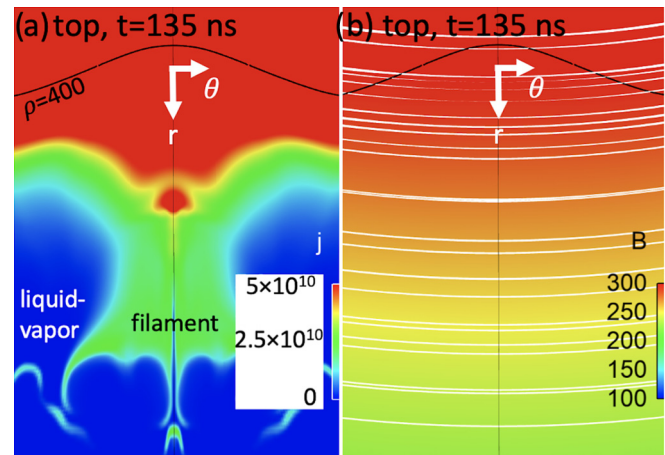 (a) top, t=135 ns
ρ=400
θ
r
j
5×10¹⁰
2.5×10¹⁰
0
liquid-
vapor
filament
(b) top, t=135 ns
θ
r
B
300
250
200
150
100